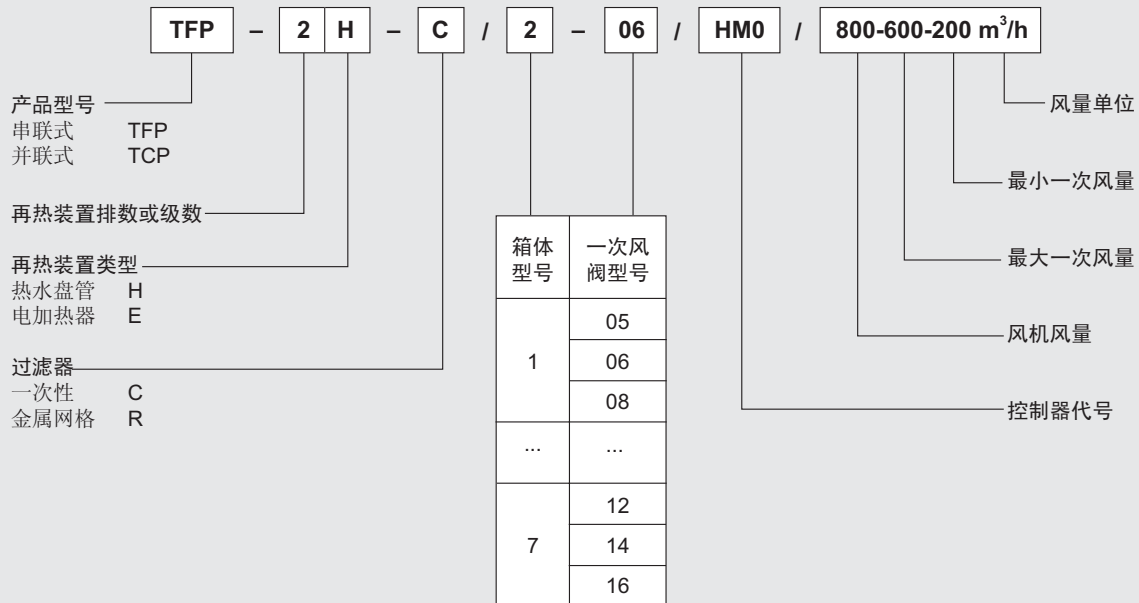 TFP – 2 H – C / 2 – 06 / HM0 / 800-600-200 m³/h
产品型号
串联式 TFP
并联式 TCP
再热装置排数或级数
再热装置类型
热水盘管 H
电加热器 E
过滤器
一次性 C
金属网格 R
箱体型号 一次风阀型号
1 05
06
08
... ...
7 12
14
16
风量单位
最小一次风量
最大一次风量
风机风量
控制器代号